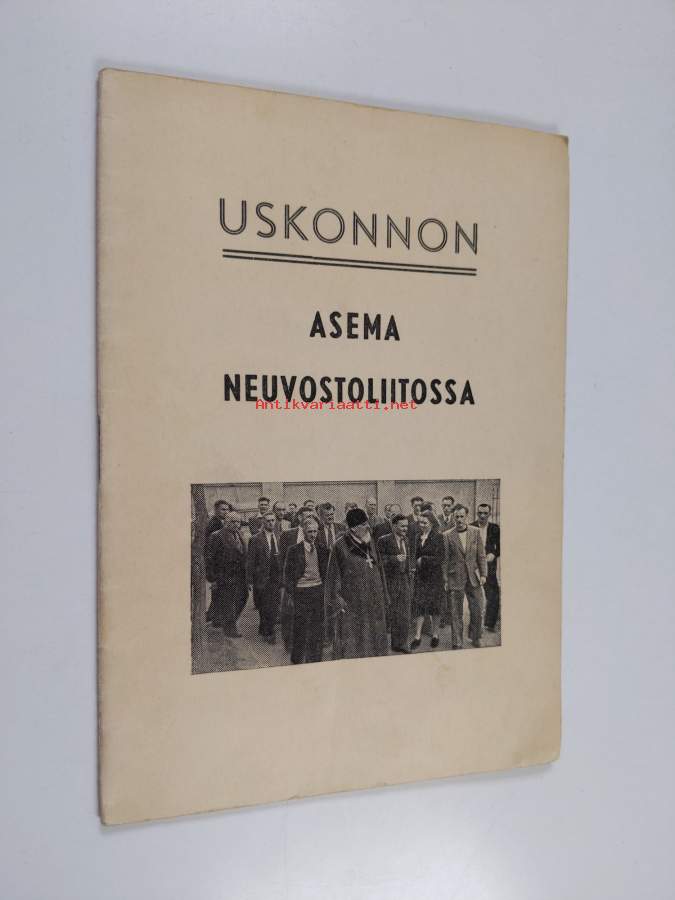 USKONNON
ASEMA
NEUVOSTOLIITOSSA
Antikvariaatti.net